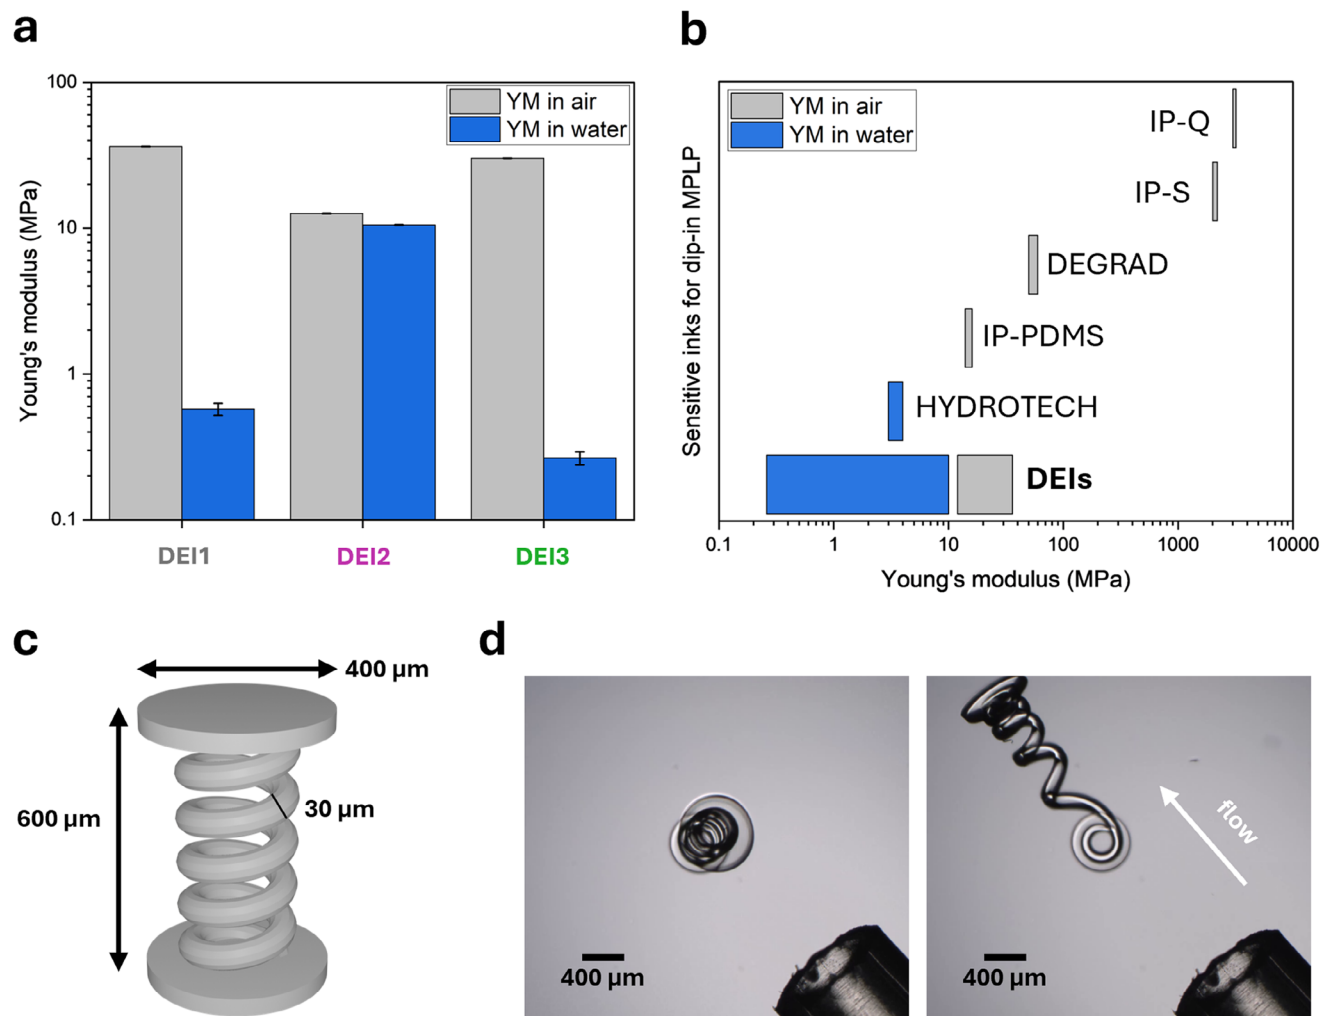 a
100
10
1
0.1
Young's modulus (MPa)
YM in air
YM in water
DEI1
DEI2
DEI3
b
Sensitive inks for dip-in MPLP
YM in air
YM in water
IP-Q
IP-S
DEGRAD
IP-PDMS
HYDROTECH
DEIs
0.1
1
10
100
1000
10000
Young's modulus (MPa)
c
400 µm
600 µm
30 µm
d
400 µm
flow
400 µm